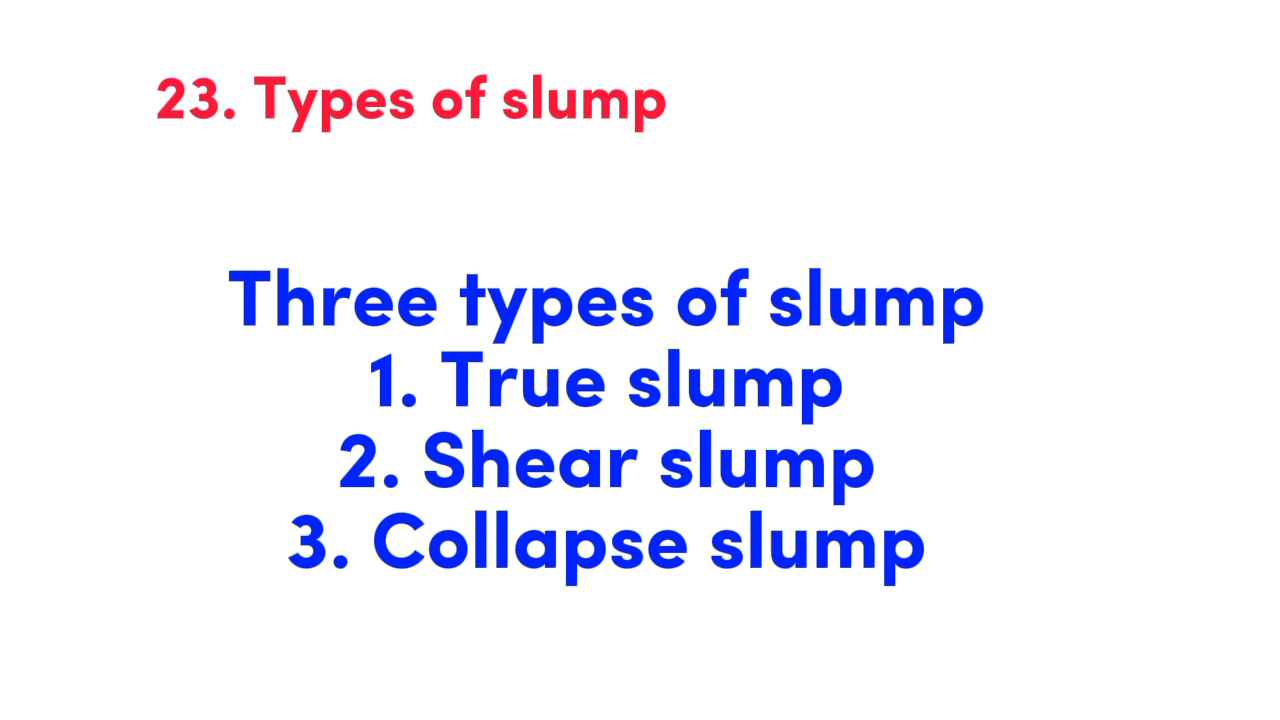 23. Types of slump
Three types of slump
1. True slump
2. Shear slump
3. Collapse slump